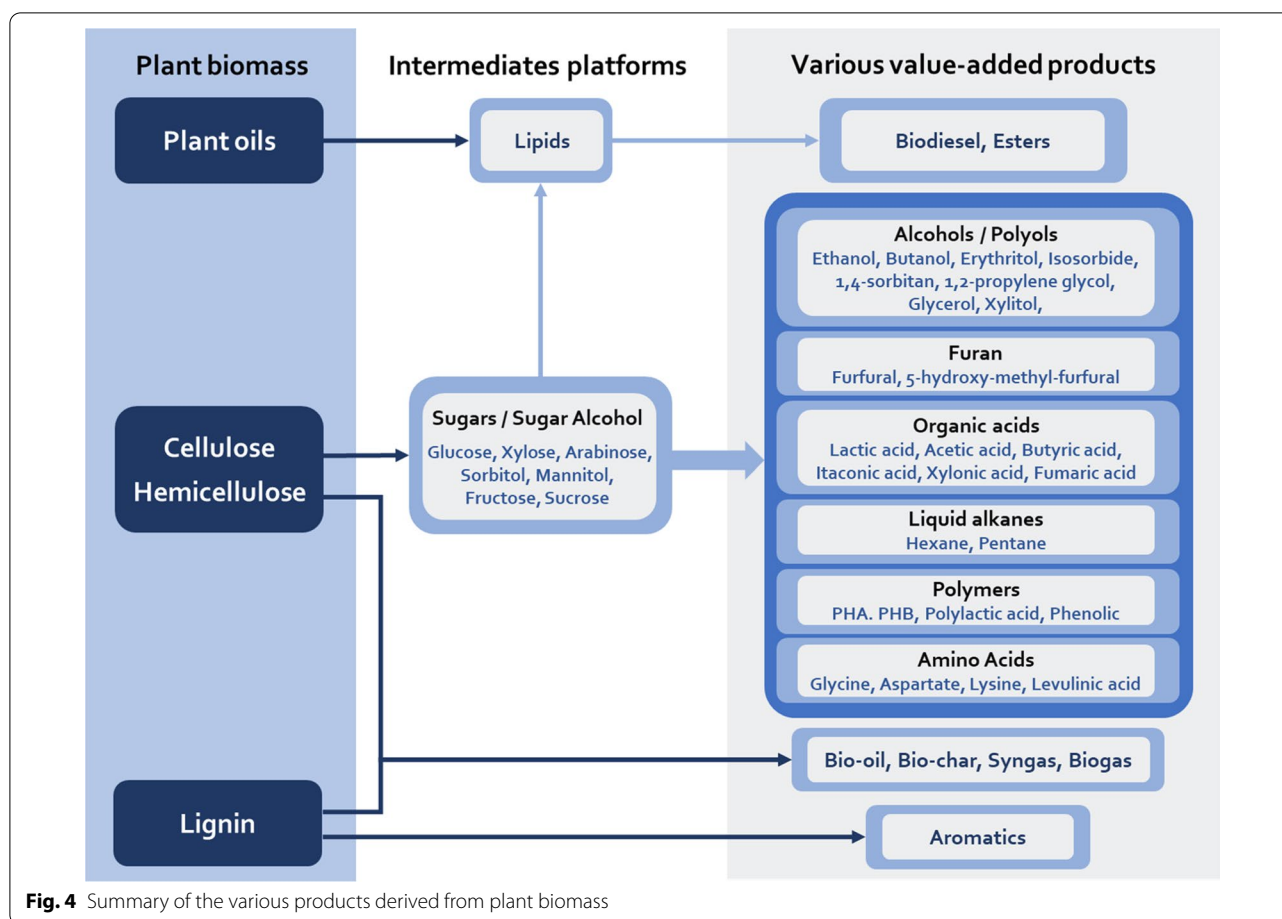 Plant biomass
Intermediates platforms
Various value-added products
Plant oils
Lipids
Biodiesel, Esters
Alcohols / Polyols
Ethanol, Butanol, Erythritol, Isosorbide,
1,4-sorbitan, 1,2-propylene glycol,
Glycerol, Xylitol,
Furan
Furfural, 5-hydroxy-methyl-furfural
Cellulose
Hemicellulose
Sugars / Sugar Alcohol
Glucose, Xylose, Arabinose,
Sorbitol, Mannitol,
Fructose, Sucrose
Organic acids
Lactic acid, Acetic acid, Butyric acid,
Itaconic acid, Xylonic acid, Fumaric acid
Liquid alkanes
Hexane, Pentane
Polymers
PHA. PHB, Polylactic acid, Phenolic
Amino Acids
Glycine, Aspartate, Lysine, Levulinic acid
Bio-oil, Bio-char, Syngas, Biogas
Lignin
Aromatics
Fig. 4 Summary of the various products derived from plant biomass